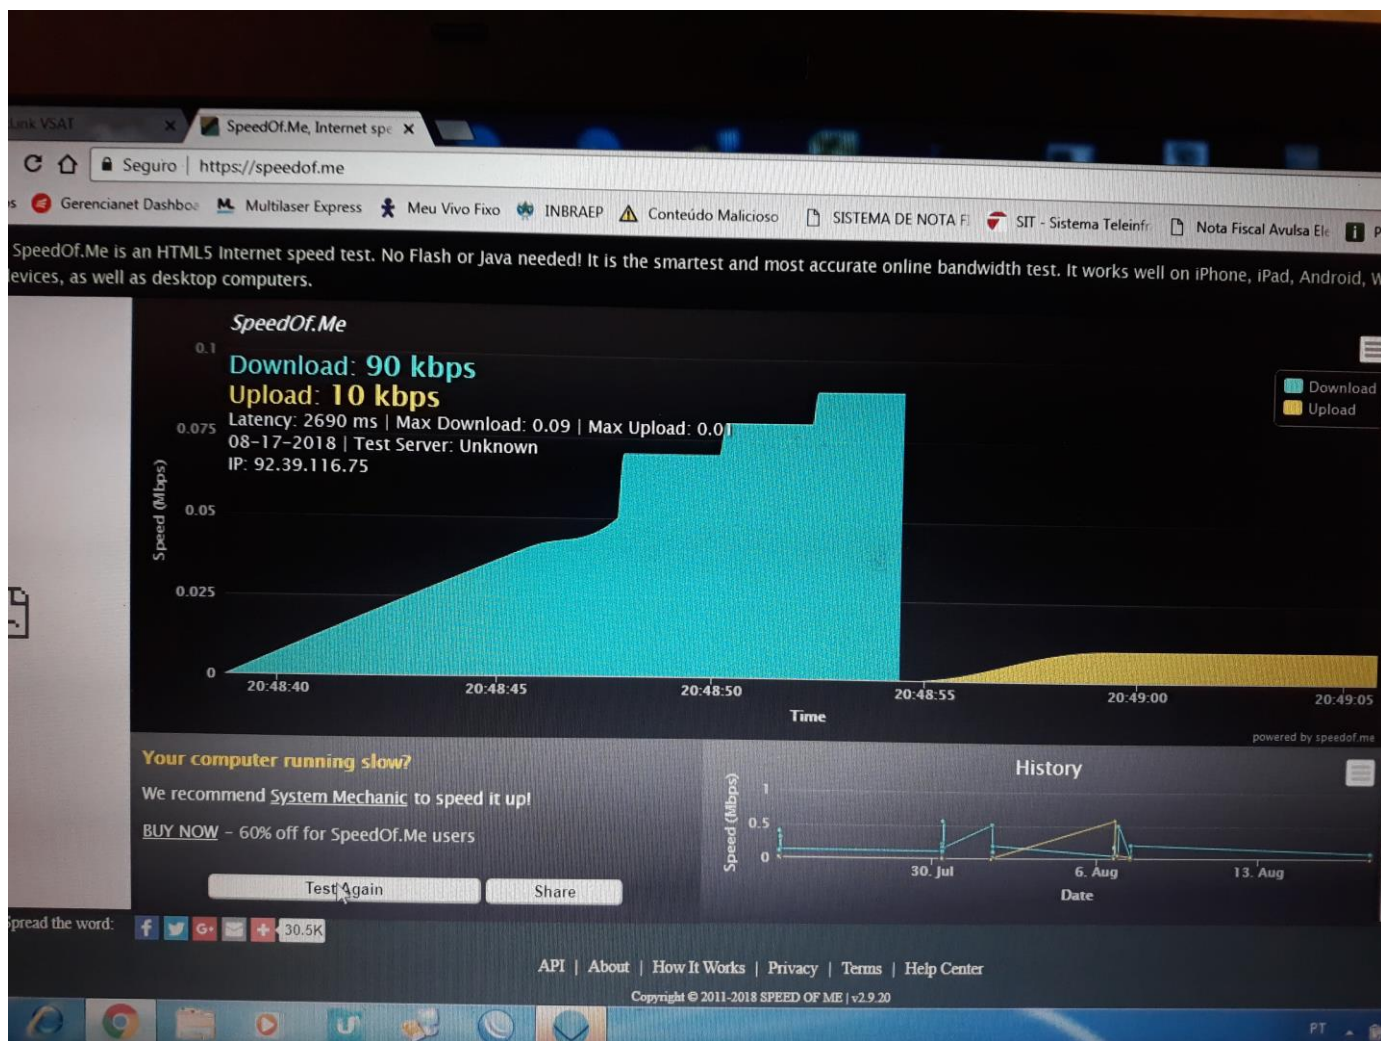 Link VSAT
SpeedOf.Me, Internet spe
Seguro | https://speedof.me
Gerencianet Dashboa Multilaser Express Meu Vivo Fixo INBRAEP Conteúdo Malicioso SISTEMA DE NOTA F SIT - Sistema Teleinfr Nota Fiscal Avulsa Ele P
SpeedOf.Me is an HTML5 Internet speed test. No Flash or Java needed! It is the smartest and most accurate online bandwidth test. It works well on iPhone, iPad, Android, W
evices, as well as desktop computers.
SpeedOf.Me
Download: 90 kbps
Upload: 10 kbps
Latency: 2690 ms | Max Download: 0.09 | Max Upload: 0.01
08-17-2018 | Test Server: Unknown
IP: 92.39.116.75
Download
Upload
Speed (Mbps)
0.1
0.075
0.05
0.025
0
20:48:40 20:48:45 20:48:50 20:48:55 20:49:00 20:49:05
Time
powered by speedof.me
Your computer running slow?
We recommend System Mechanic to speed it up!
BUY NOW - 60% off for SpeedOf.Me users
Test Again Share
History
Speed (Mbps)
1
0.5
0
30. Jul 6. Aug 13. Aug
Date
Spread the word: 30.5K
API | About | How It Works | Privacy | Terms | Help Center
Copyright © 2011-2018 SPEED OF ME | v2.9.20
PT